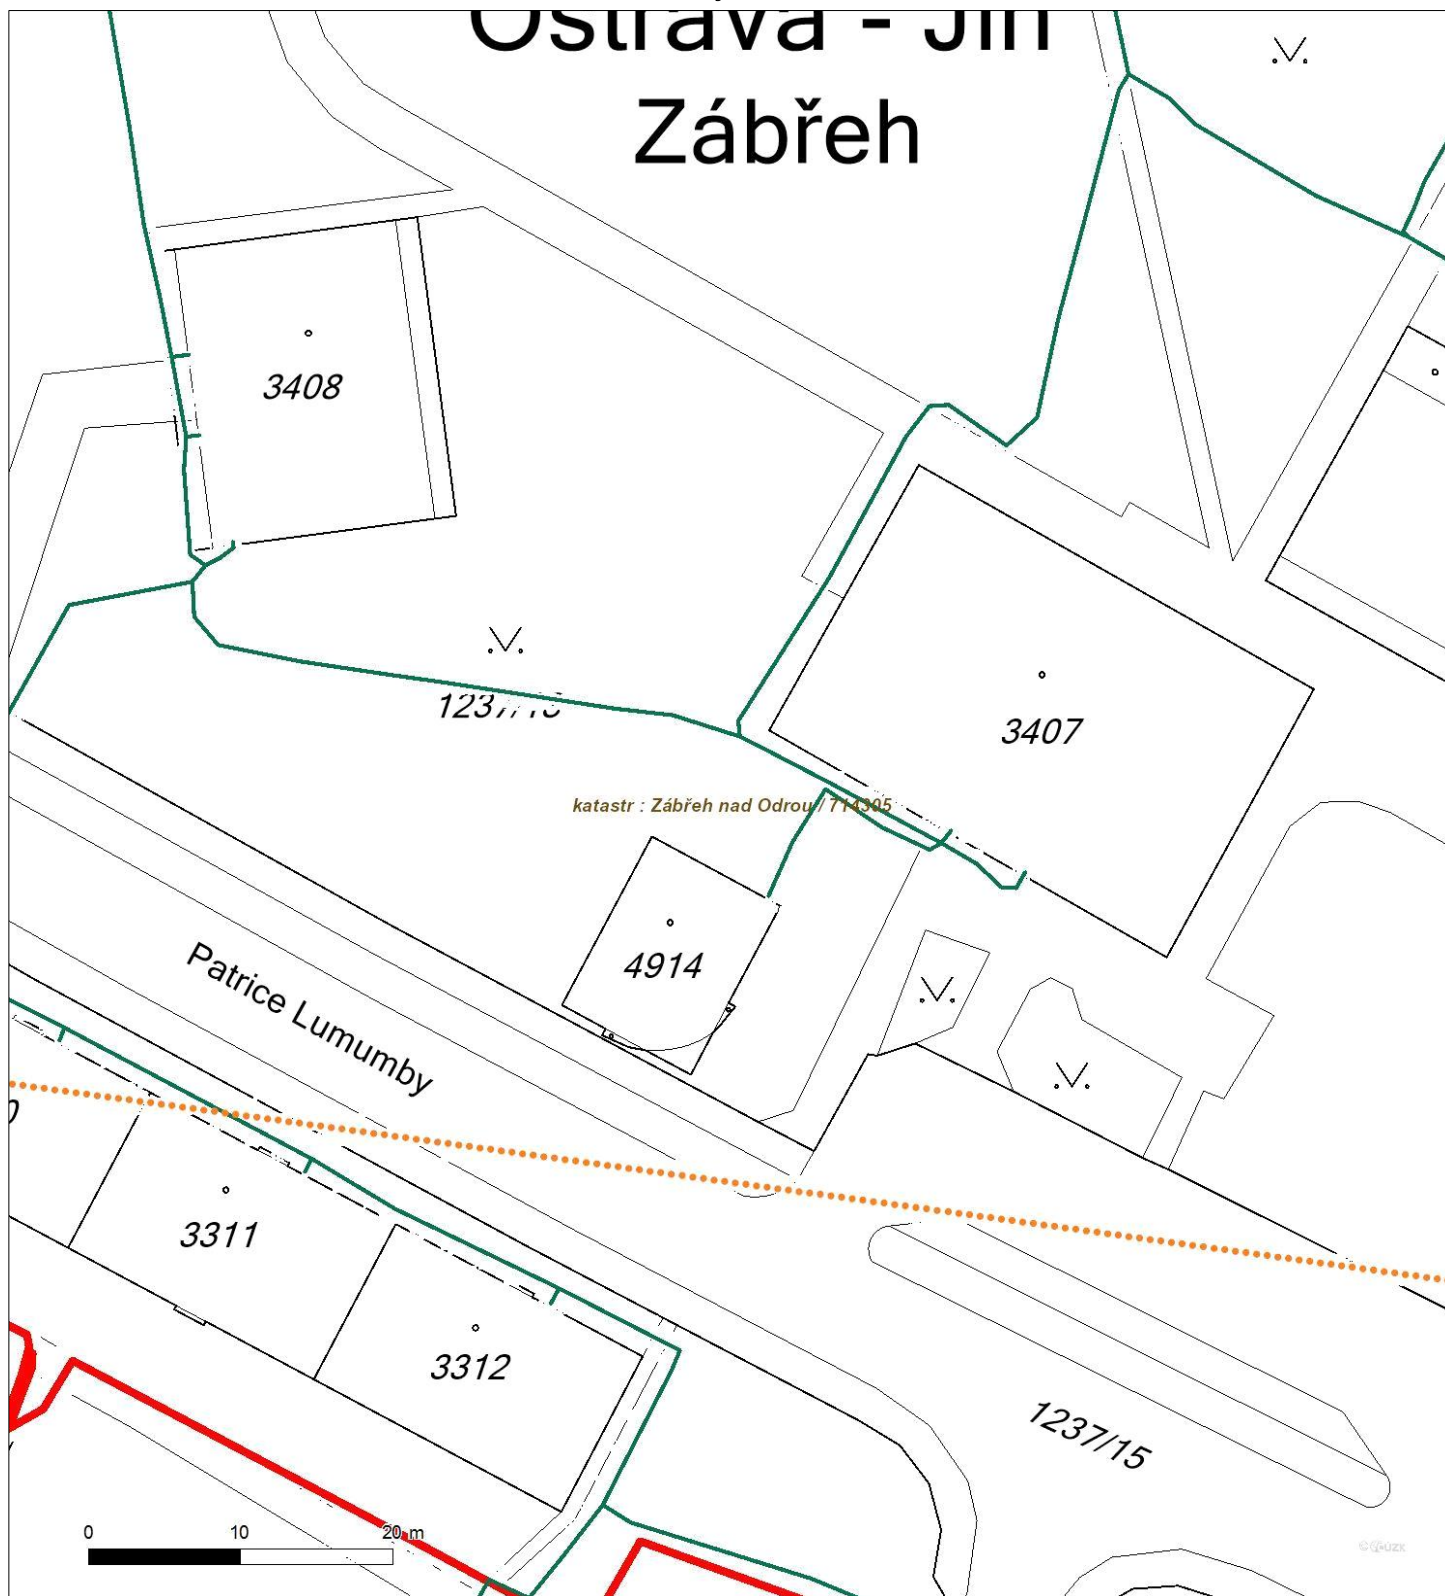 Ostrava - Jih
Zábřeh
3408
3407
katastr : Zábřeh nad Odrou / 714305
4914
Patrice Lumumby
3311
3312
1237/15
0 10 20 m